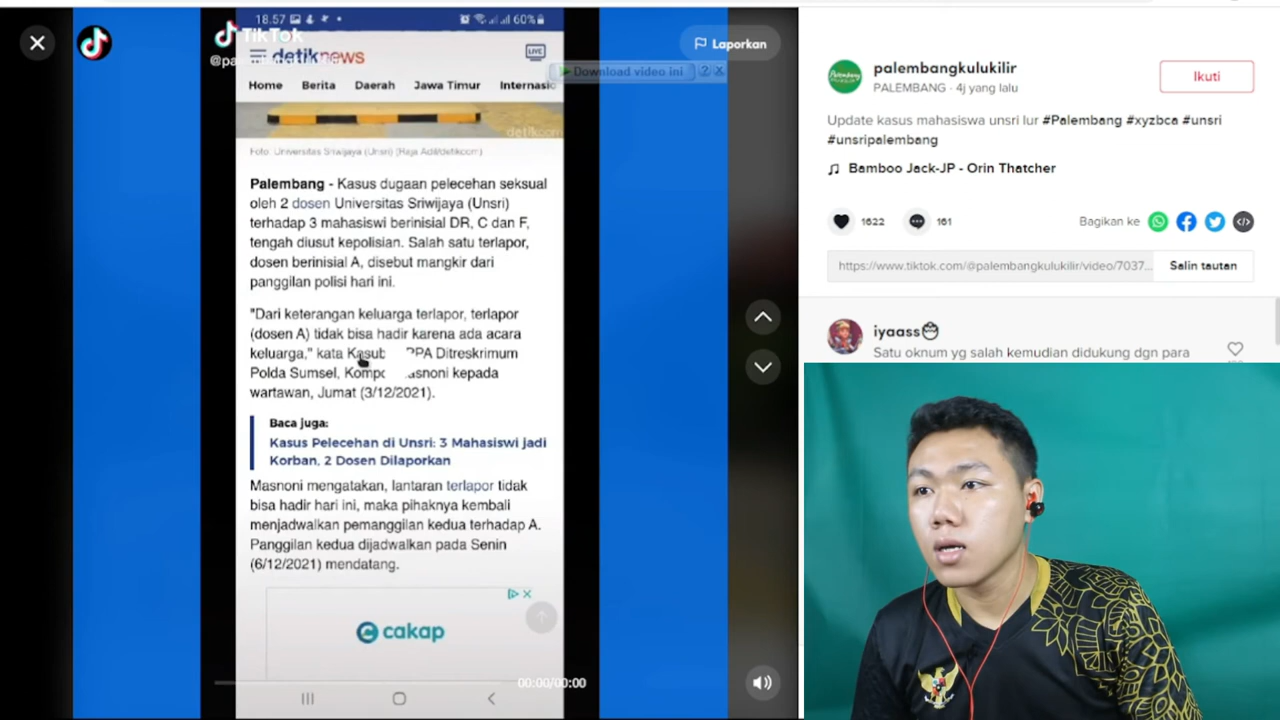 18.57
60%
TikTok
detiknews
LIVE
Laporkan
Download video ini
Home Berita Daerah Jawa Timur Internasio
detikcom
Foto: Universitas Sriwijaya (Unsri) (Raja Adil/detikcom)
Palembang - Kasus dugaan pelecehan seksual
oleh 2 dosen Universitas Sriwijaya (Unsri)
terhadap 3 mahasiswi berinisial DR, C dan F,
tengah diusut kepolisian. Salah satu terlapor,
dosen berinisial A, disebut mangkir dari
panggilan polisi hari ini.
"Dari keterangan keluarga terlapor, terlapor
(dosen A) tidak bisa hadir karena ada acara
keluarga," kata Kasub PPA Ditreskrimum
Polda Sumsel, Kompo asnoni kepada
wartawan, Jumat (3/12/2021).
Baca juga:
Kasus Pelecehan di Unsri: 3 Mahasiswi jadi
Korban, 2 Dosen Dilaporkan
Masnoni mengatakan, lantaran terlapor tidak
bisa hadir hari ini, maka pihaknya kembali
menjadwalkan pemanggilan kedua terhadap A.
Panggilan kedua dijadwalkan pada Senin
(6/12/2021) mendatang.
cakap
00:00/00:00
palembangkulukilir
PALEMBANG · 4j yang lalu
Ikuti
Update kasus mahasiswa unsri lur #Palembang #xyzbca #unsri
#unsripalembang
Bamboo Jack-JP - Orin Thatcher
1622
161
Bagikan ke
https://www.tiktok.com/@palembangkulukilir/video/7037...
Salin tautan
iyaass
Satu oknum yg salah kemudian didukung dgn para